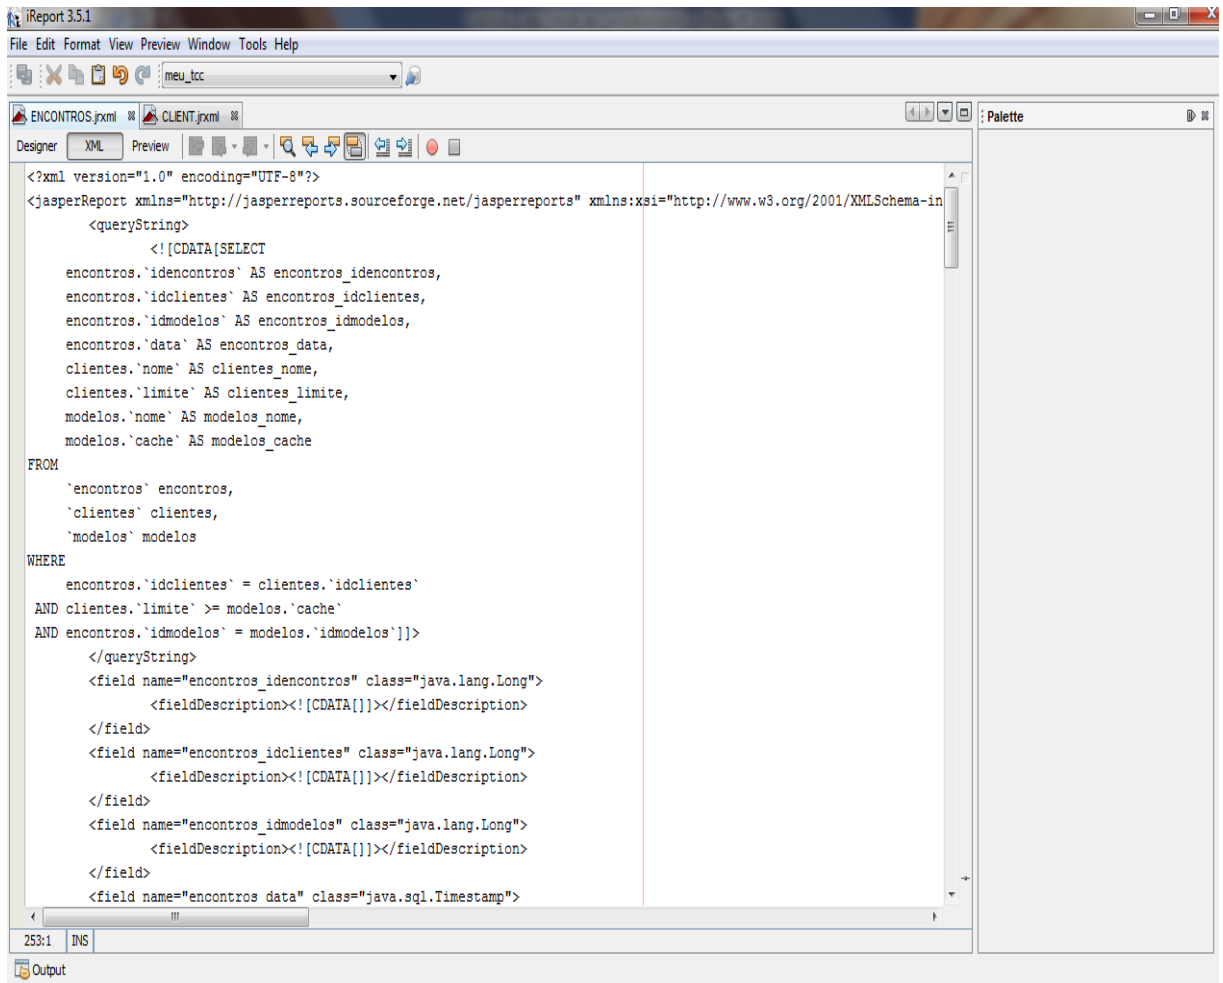 iReport 3.5.1
File Edit Format View Preview Window Tools Help
meu_tcc
ENCONTROS.jrxml CLIENT.jrxml
Palette
Designer XML Preview
<?xml version="1.0" encoding="UTF-8"?>
<jasperReport xmlns="http://jasperreports.sourceforge.net/jasperreports" xmlns:xsi="http://www.w3.org/2001/XMLSchema-in
<queryString>
<![CDATA[SELECT
encontros.`idencontros` AS encontros_idencontros,
encontros.`idclientes` AS encontros_idclientes,
encontros.`idmodelos` AS encontros_idmodelos,
encontros.`data` AS encontros_data,
clientes.`nome` AS clientes_nome,
clientes.`limite` AS clientes_limite,
modelos.`nome` AS modelos_nome,
modelos.`cache` AS modelos_cache
FROM
`encontros` encontros,
`clientes` clientes,
`modelos` modelos
WHERE
encontros.`idclientes` = clientes.`idclientes`
AND clientes.`limite` >= modelos.`cache`
AND encontros.`idmodelos` = modelos.`idmodelos`]]>
</queryString>
<field name="encontros_idencontros" class="java.lang.Long">
<fieldDescription><![CDATA[]]></fieldDescription>
</field>
<field name="encontros_idclientes" class="java.lang.Long">
<fieldDescription><![CDATA[]]></fieldDescription>
</field>
<field name="encontros_idmodelos" class="java.lang.Long">
<fieldDescription><![CDATA[]]></fieldDescription>
</field>
<field name="encontros_data" class="java.sql.Timestamp">
253:1 INS
Output